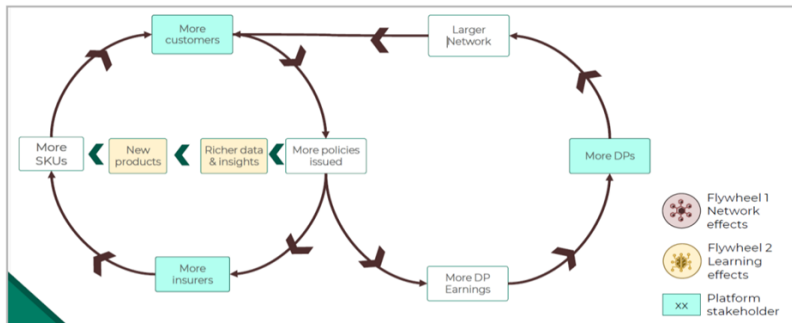 More
customers
Larger
Network
More
SKUs
New
products
Richer data
& insights
More policies
issued
More DPs
More
insurers
More DP
Earnings
Flywheel 1
Network
effects
Flywheel 2
Learning
effects
xx
Platform
stakeholder